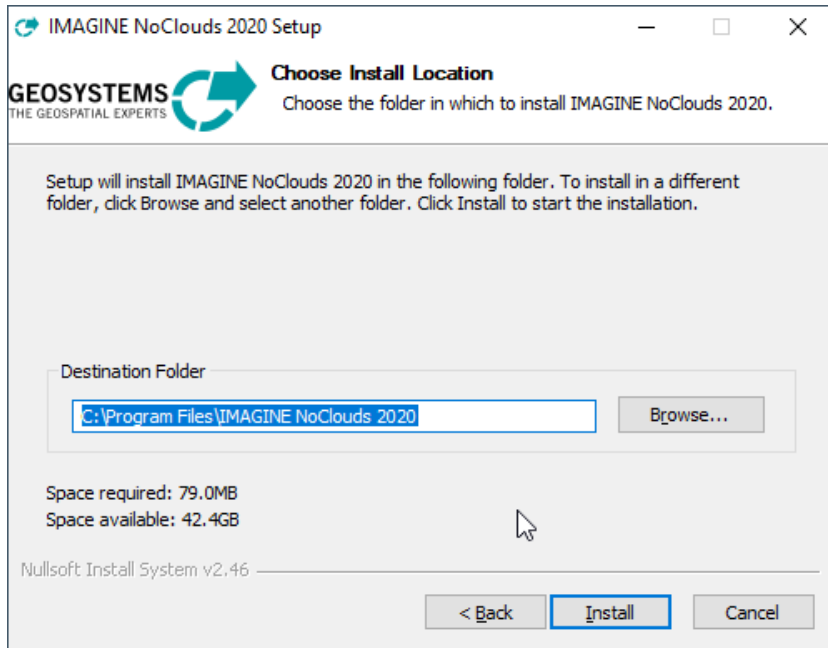 IMAGINE NoClouds 2020 Setup
GEOSYSTEMS
THE GEOSPATIAL EXPERTS
Choose Install Location
Choose the folder in which to install IMAGINE NoClouds 2020.
Setup will install IMAGINE NoClouds 2020 in the following folder. To install in a different
folder, click Browse and select another folder. Click Install to start the installation.
Destination Folder
C:\Program Files\IMAGINE NoClouds 2020
Browse...
Space required: 79.0MB
Space available: 42.4GB
Nullsoft Install System v2.46
< Back Install Cancel